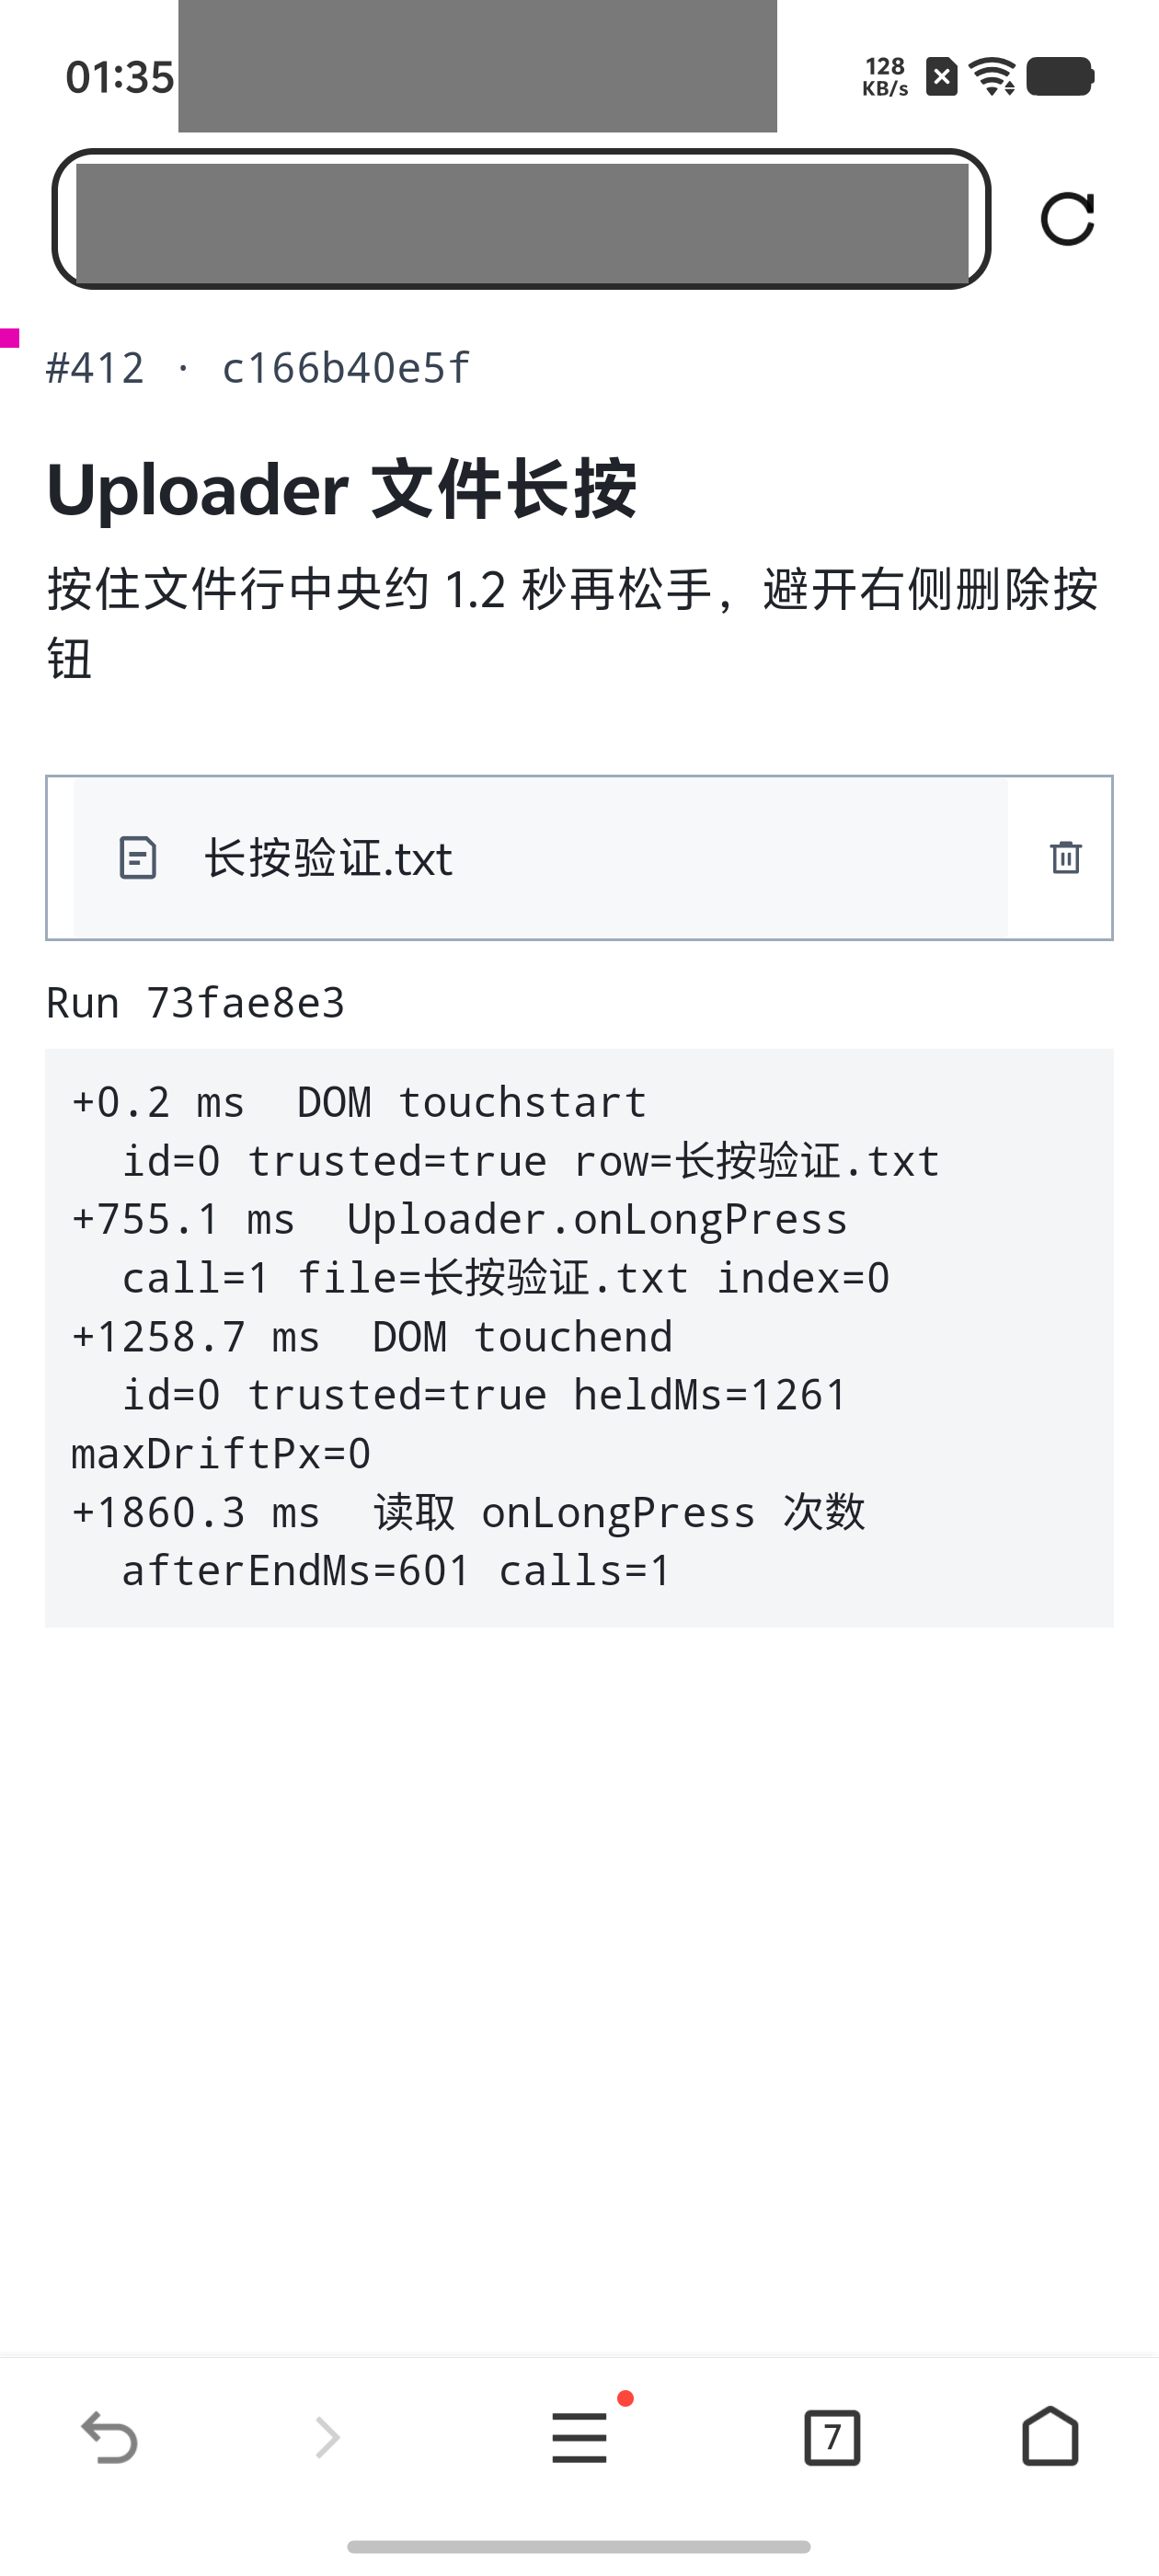 01:35
128
KB/s
#412 · c166b40e5f
Uploader 文件长按
按住文件行中央约 1.2 秒再松手，避开右侧删除按
钮
长按验证.txt
Run 73fae8e3
+0.2 ms  DOM touchstart
  id=0 trusted=true row=长按验证.txt
+755.1 ms  Uploader.onLongPress
  call=1 file=长按验证.txt index=0
+1258.7 ms  DOM touchend
  id=0 trusted=true heldMs=1261
maxDriftPx=0
+1860.3 ms  读取 onLongPress 次数
  afterEndMs=601 calls=1
7